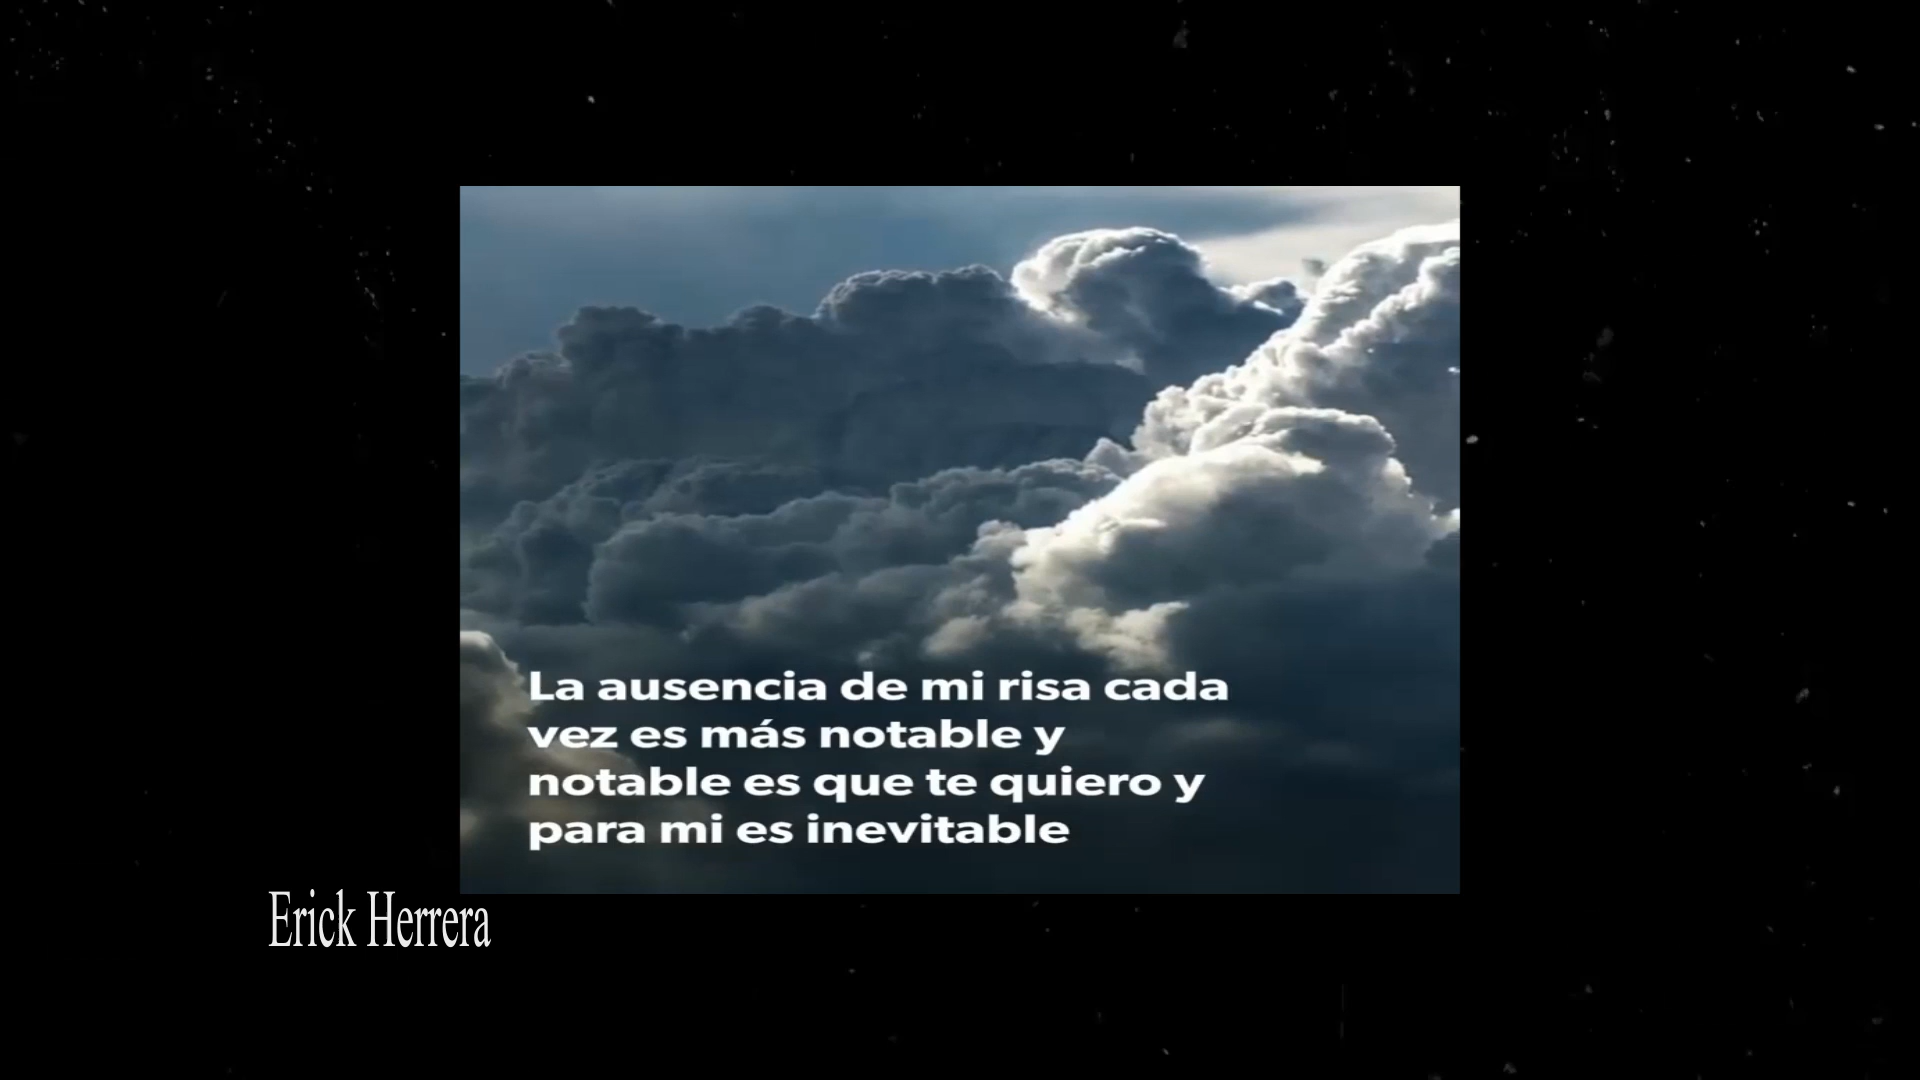 La ausencia de mi risa cada
vez es más notable y
notable es que te quiero y
para mi es inevitable
Erick Herrera